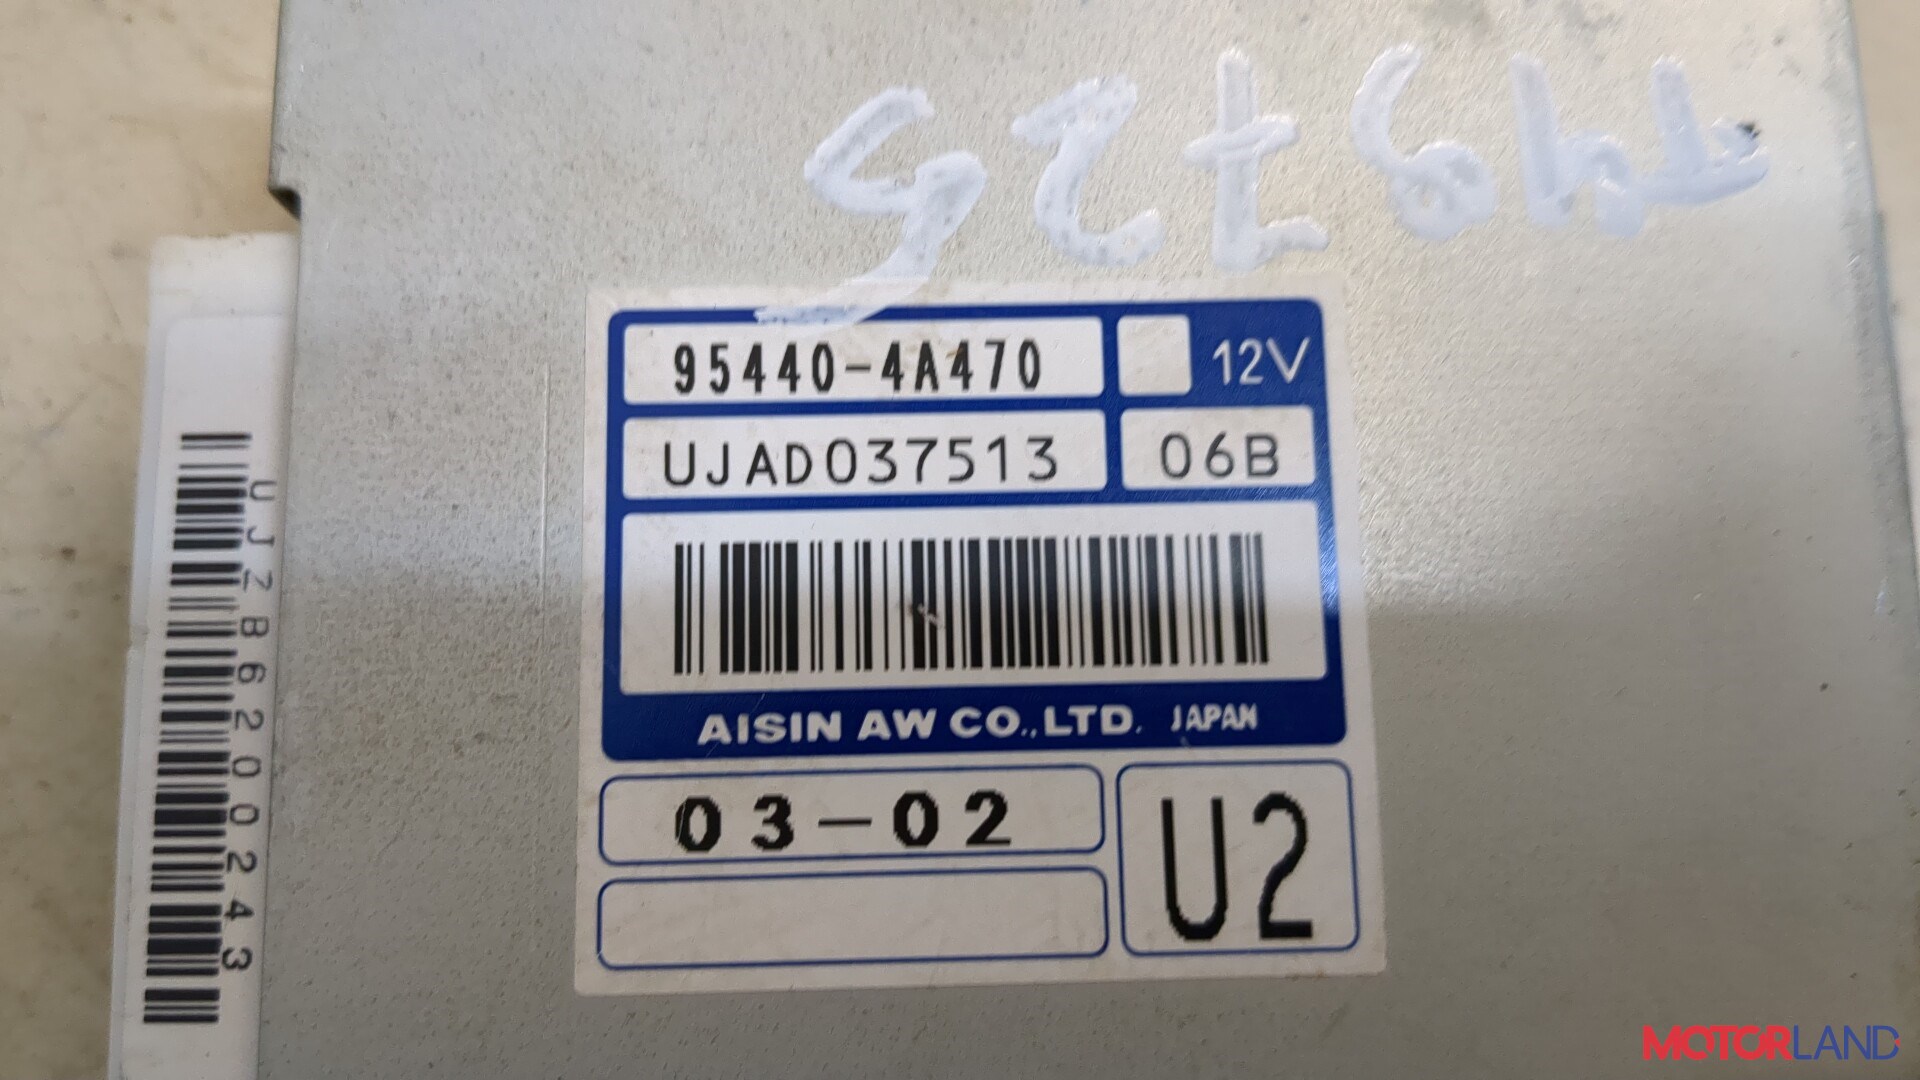 95440-4A470
12V
UJAD037513
06B
AISIN AW CO.,LTD. JAPAN
03-02
U2
UJZB6200243
MOTORLAND